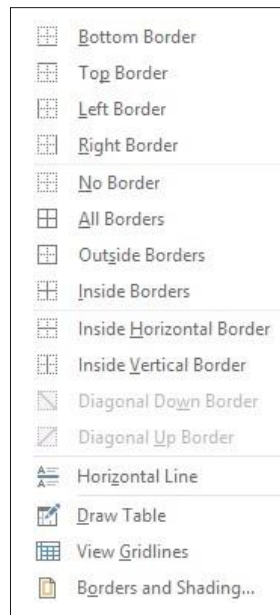 Bottom Border
Top Border
Left Border
Right Border
No Border
All Borders
Outside Borders
Inside Borders
Inside Horizontal Border
Inside Vertical Border
Diagonal Down Border
Diagonal Up Border
Horizontal Line
Draw Table
View Gridlines
Borders and Shading...